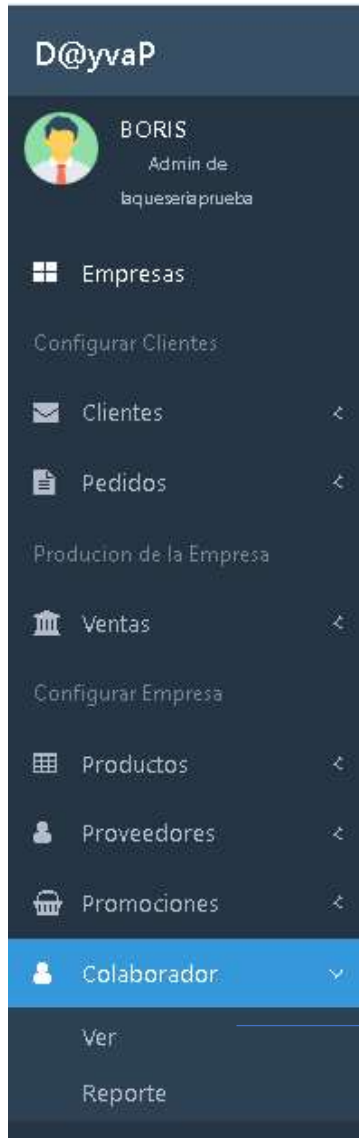 D@yvaP
BORIS
Admin de
laqueseriaprueba
Empresas
Configurar Clientes
Clientes
Pedidos
Producion de la Empresa
Ventas
Configurar Empresa
Productos
Proveedores
Promociones
Colaborador
Ver
Reporte